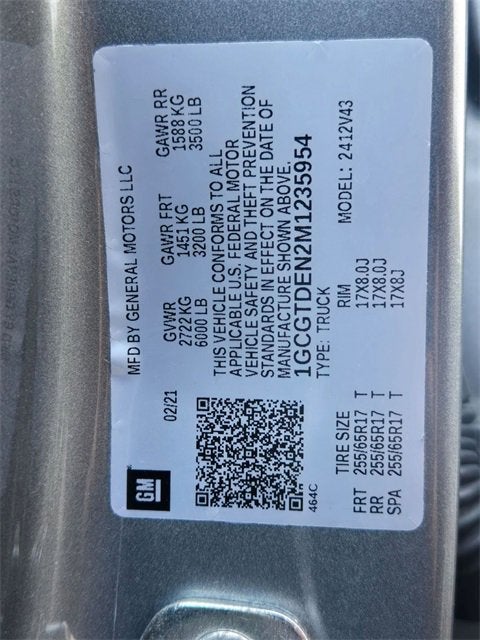 GM
MFD BY GENERAL MOTORS LLC
02/21
GVWR GAWR FRT GAWR RR
2722 KG 1451 KG 1588 KG
6000 LB 3200 LB 3500 LB
THIS VEHICLE CONFORMS TO ALL
APPLICABLE U.S. FEDERAL MOTOR
VEHICLE SAFETY AND THEFT PREVENTION
STANDARDS IN EFFECT ON THE DATE OF
MANUFACTURE SHOWN ABOVE.
1GCGTDEN2M1235954
464C
TYPE: TRUCK MODEL: 2412V43
TIRE SIZE RIM
FRT 255/65R17 T 17X8.0J
RR 255/65R17 T 17X8.0J
SPA 255/65R17 T 17X8J